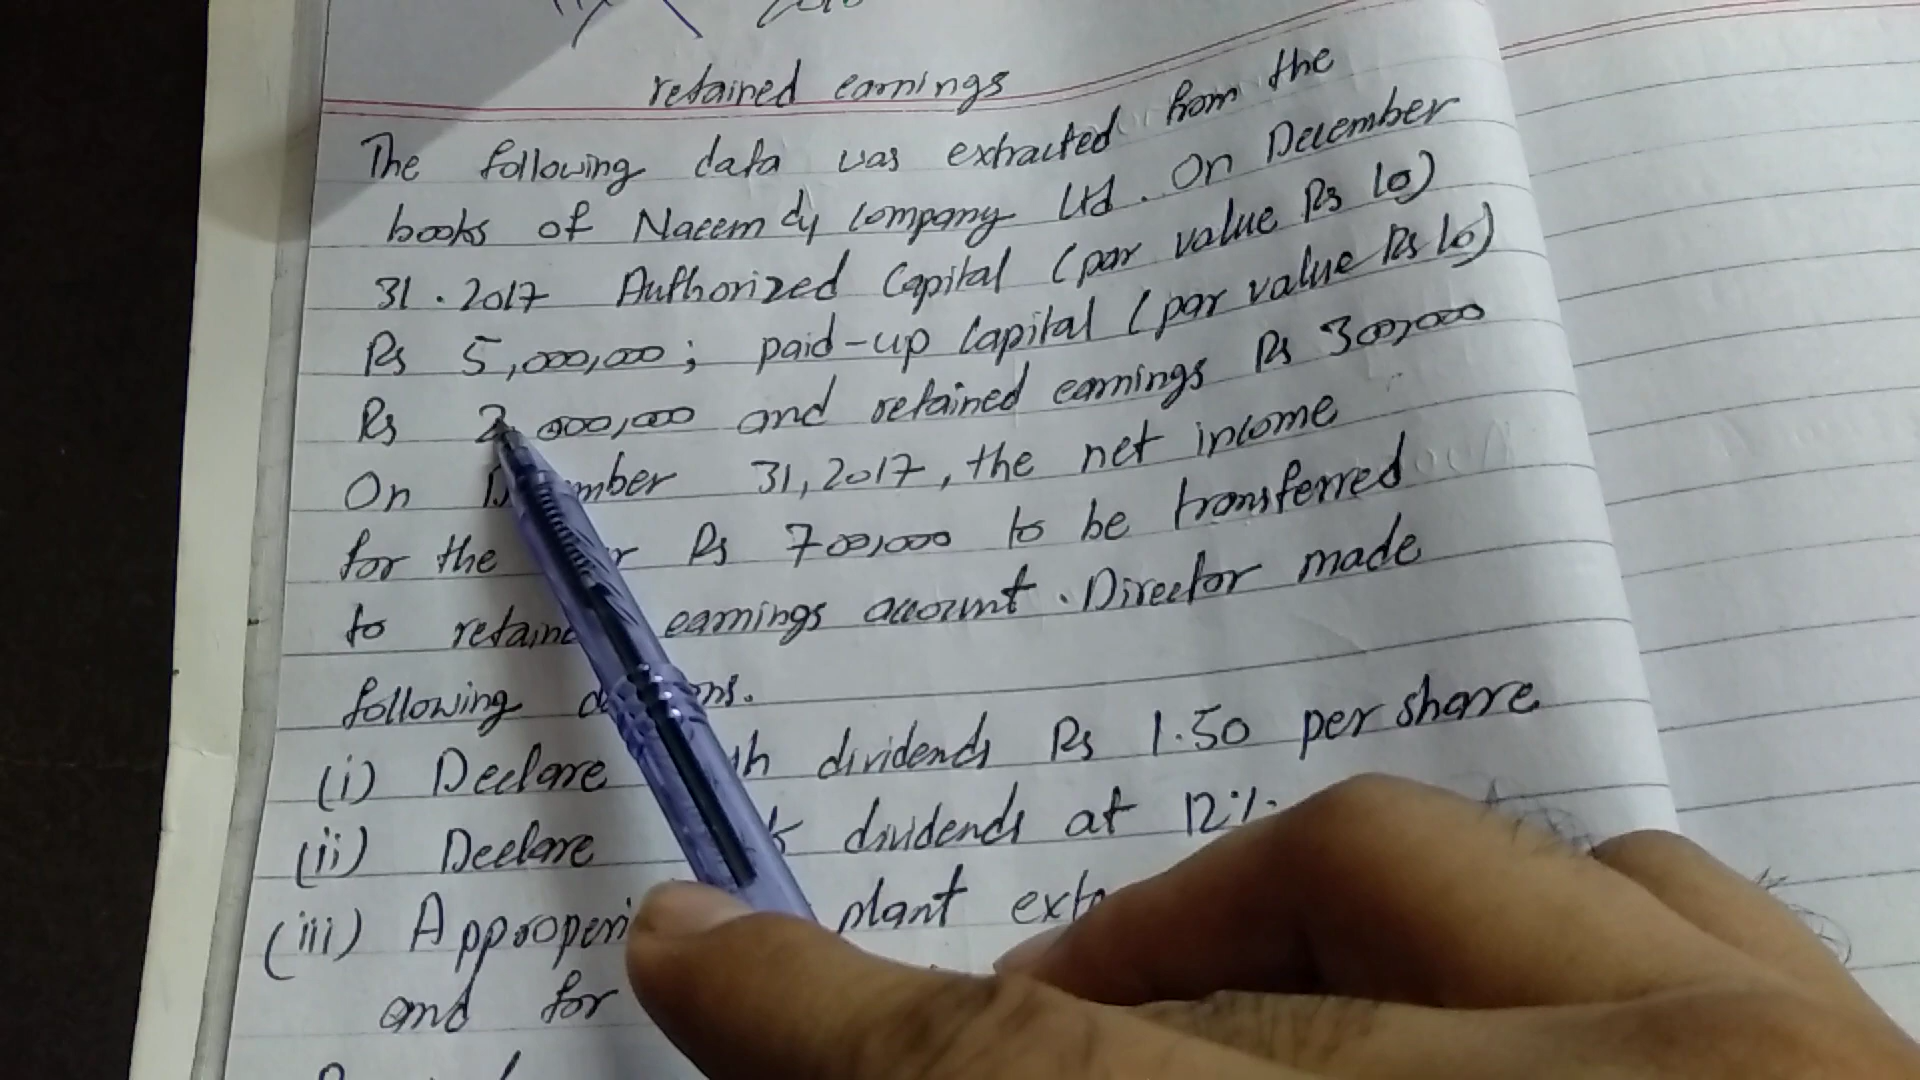 retained earnings
The following data was extracted from the
books of Naeem dy Company Ltd. On December
31.2017 Authorized Capital (par value Rs 10)
Rs 5,000,000; paid-up Capital (par value Rs 10)
Rs 2,000,000 and retained earnings Rs 300,000
On 31, 2017, the net income
for the Rs 700,000 to be transferred
to earnings account. Director made
following
(i) Declare dividends Rs 1.50 per share
(ii) Declare dividends at 12%
(iii) plant
and for